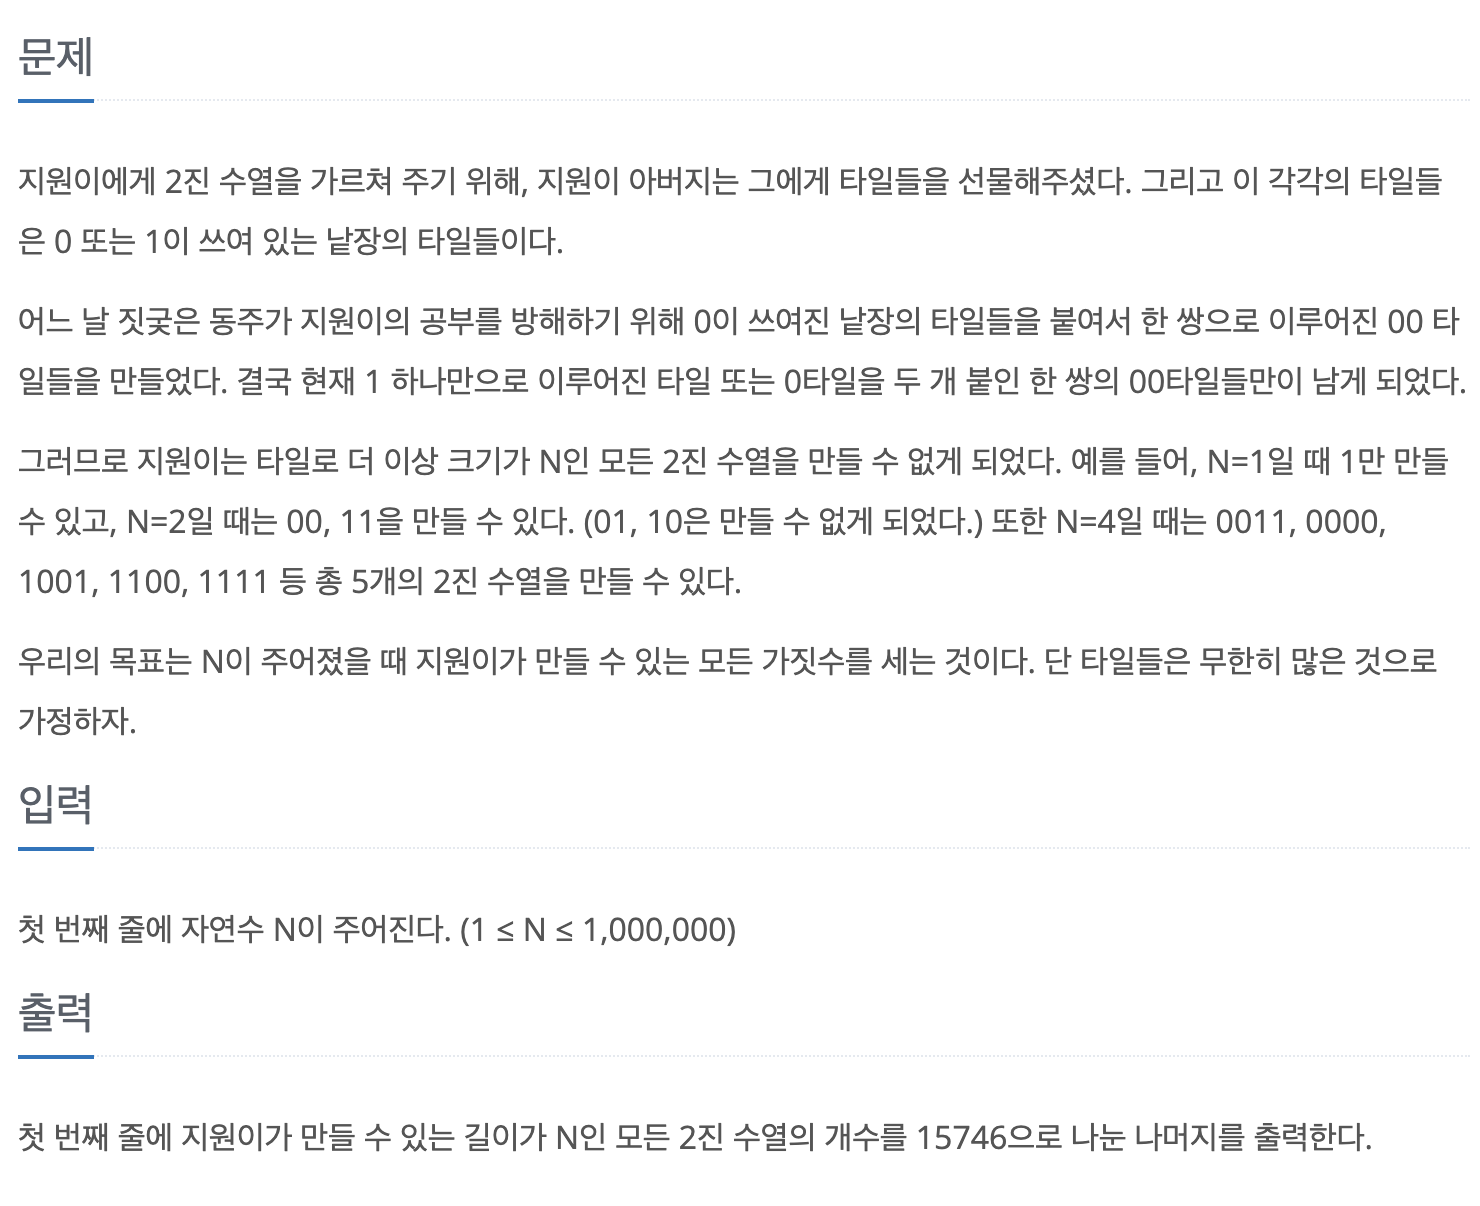 문제
지원이에게 2진 수열을 가르쳐 주기 위해, 지원이 아버지는 그에게 타일들을 선물해주셨다. 그리고 이 각각의 타일들
은 0 또는 1이 쓰여 있는 낱장의 타일들이다.
어느 날 짓궂은 동주가 지원이의 공부를 방해하기 위해 0이 쓰여진 낱장의 타일들을 붙여서 한 쌍으로 이루어진 00 타
일들을 만들었다. 결국 현재 1 하나만으로 이루어진 타일 또는 0타일을 두 개 붙인 한 쌍의 00타일들만이 남게 되었다.
그러므로 지원이는 타일로 더 이상 크기가 N인 모든 2진 수열을 만들 수 없게 되었다. 예를 들어, N=1일 때 1만 만들
수 있고, N=2일 때는 00, 11을 만들 수 있다. (01, 10은 만들 수 없게 되었다.) 또한 N=4일 때는 0011, 0000,
1001, 1100, 1111 등 총 5개의 2진 수열을 만들 수 있다.
우리의 목표는 N이 주어졌을 때 지원이가 만들 수 있는 모든 가짓수를 세는 것이다. 단 타일들은 무한히 많은 것으로
가정하자.
입력
첫 번째 줄에 자연수 N이 주어진다. (1 ≤ N ≤ 1,000,000)
출력
첫 번째 줄에 지원이가 만들 수 있는 길이가 N인 모든 2진 수열의 개수를 15746으로 나눈 나머지를 출력한다.